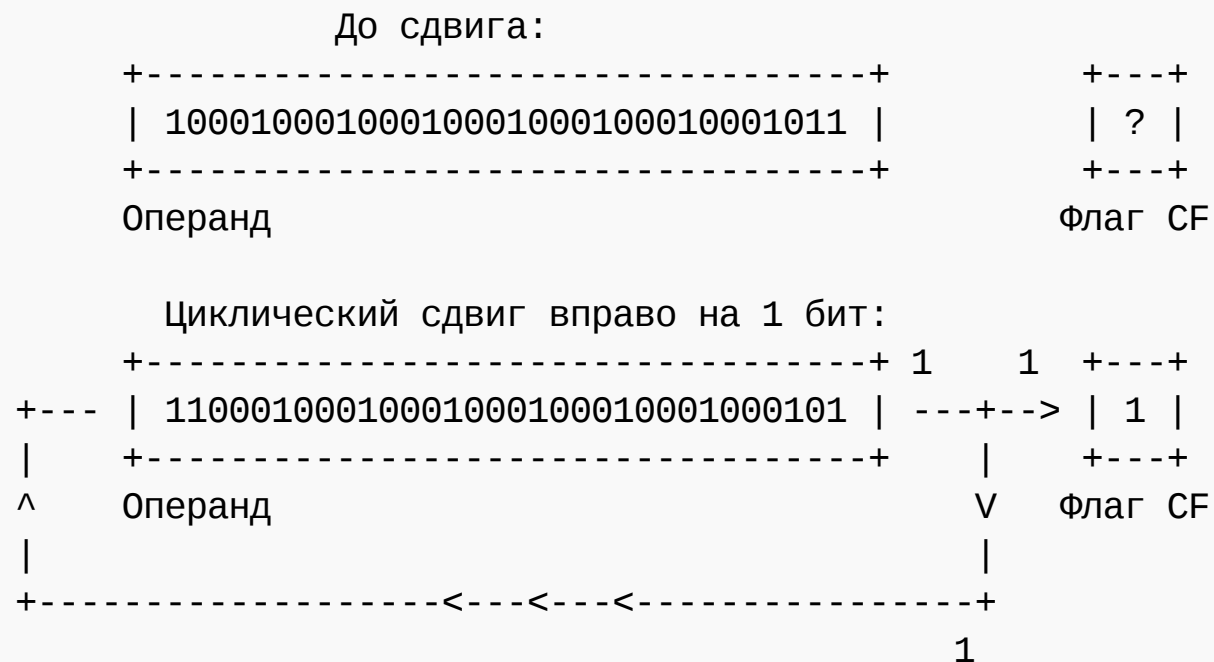 До сдвига:
+----------------------------------+         +---+
| 10001000100010001000100010001011 |         | ? |
+----------------------------------+         +---+
Операнд                                     Флаг CF
Циклический сдвиг вправо на 1 бит:
+----------------------------------+ 1    1  +---+
+--- | 11000100010001000100010001000101 | ---+--> | 1 |
|    +----------------------------------+    |    +---+
^    Операнд                                 V   Флаг CF
|                                            |
+-------------------<---<---<----------------+
1